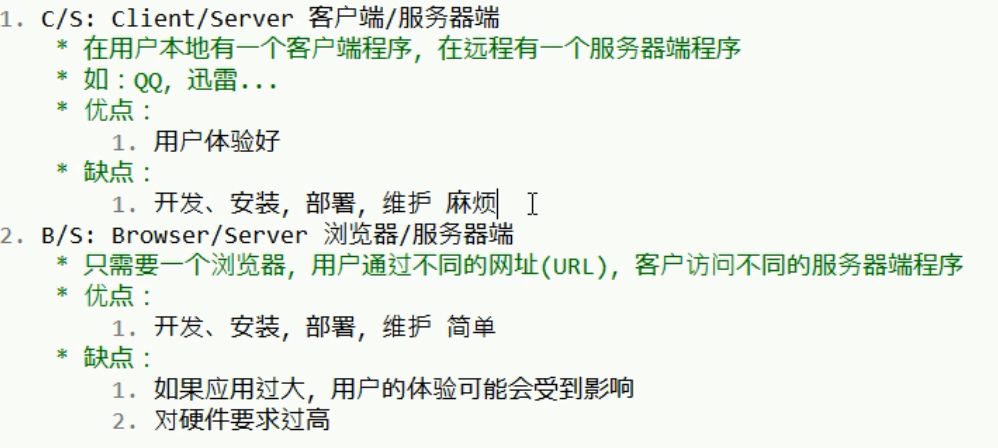 1. C/S: Client/Server 客户端/服务器端
* 在用户本地有一个客户端程序, 在远程有一个服务器端程序
* 如：QQ, 迅雷...
* 优点：
1. 用户体验好
* 缺点：
1. 开发、安装, 部署, 维护 麻烦
2. B/S: Browser/Server 浏览器/服务器端
* 只需要一个浏览器, 用户通过不同的网址(URL), 客户访问不同的服务器端程序
* 优点：
1. 开发、安装, 部署, 维护 简单
* 缺点：
1. 如果应用过大, 用户的体验可能会受到影响
2. 对硬件要求过高